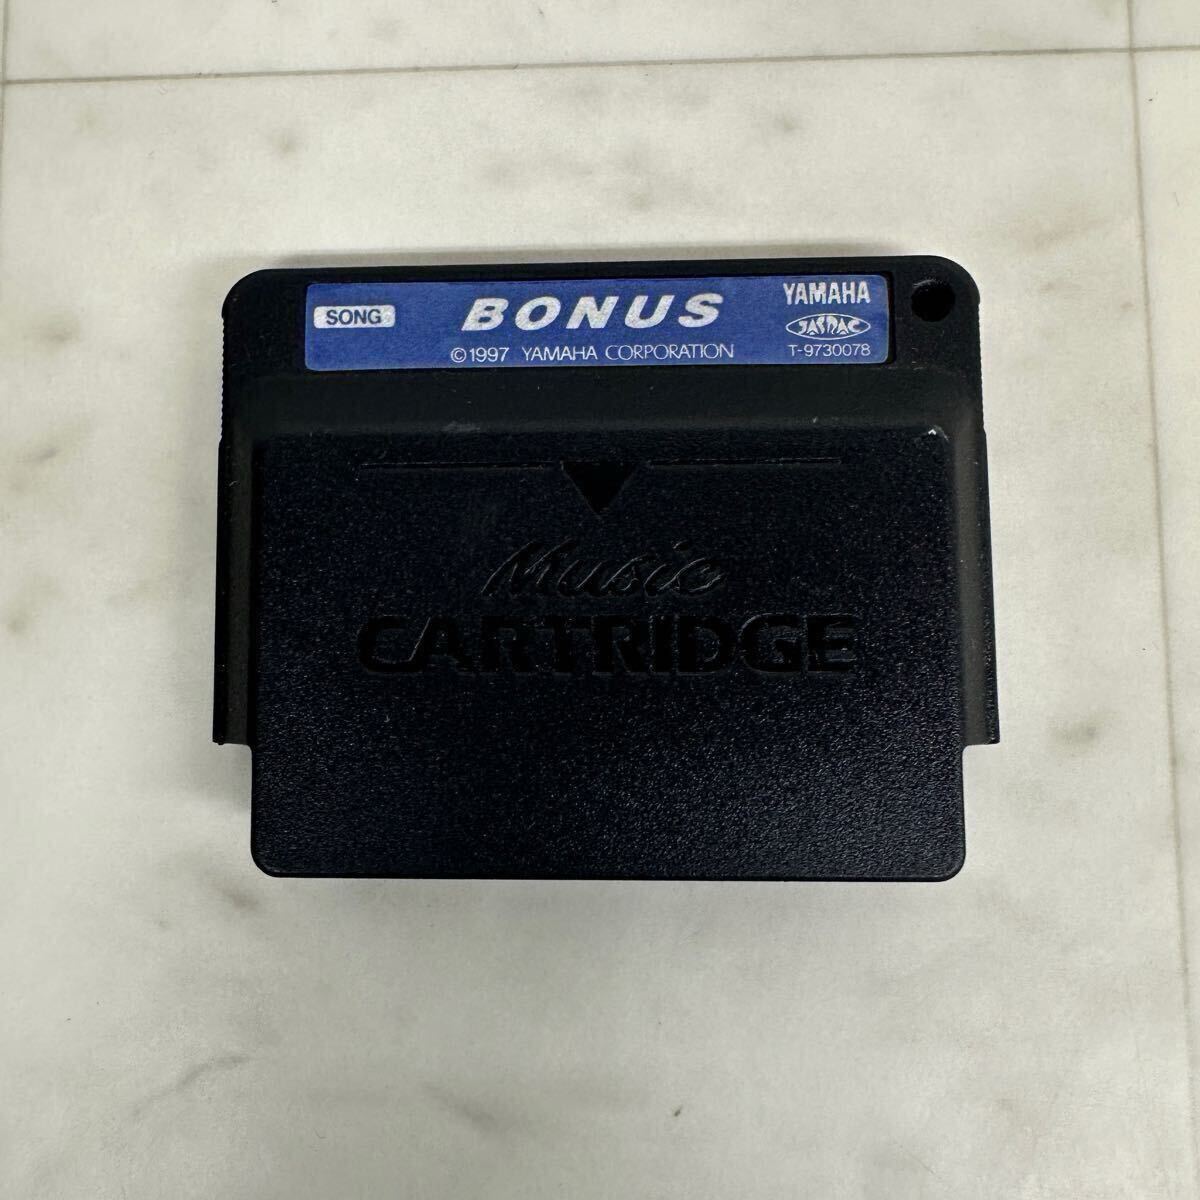 SONG
BONUS
©1997 YAMAHA CORPORATION
YAMAHA
JASRAC
T-9730078
Music
CARTRIDGE